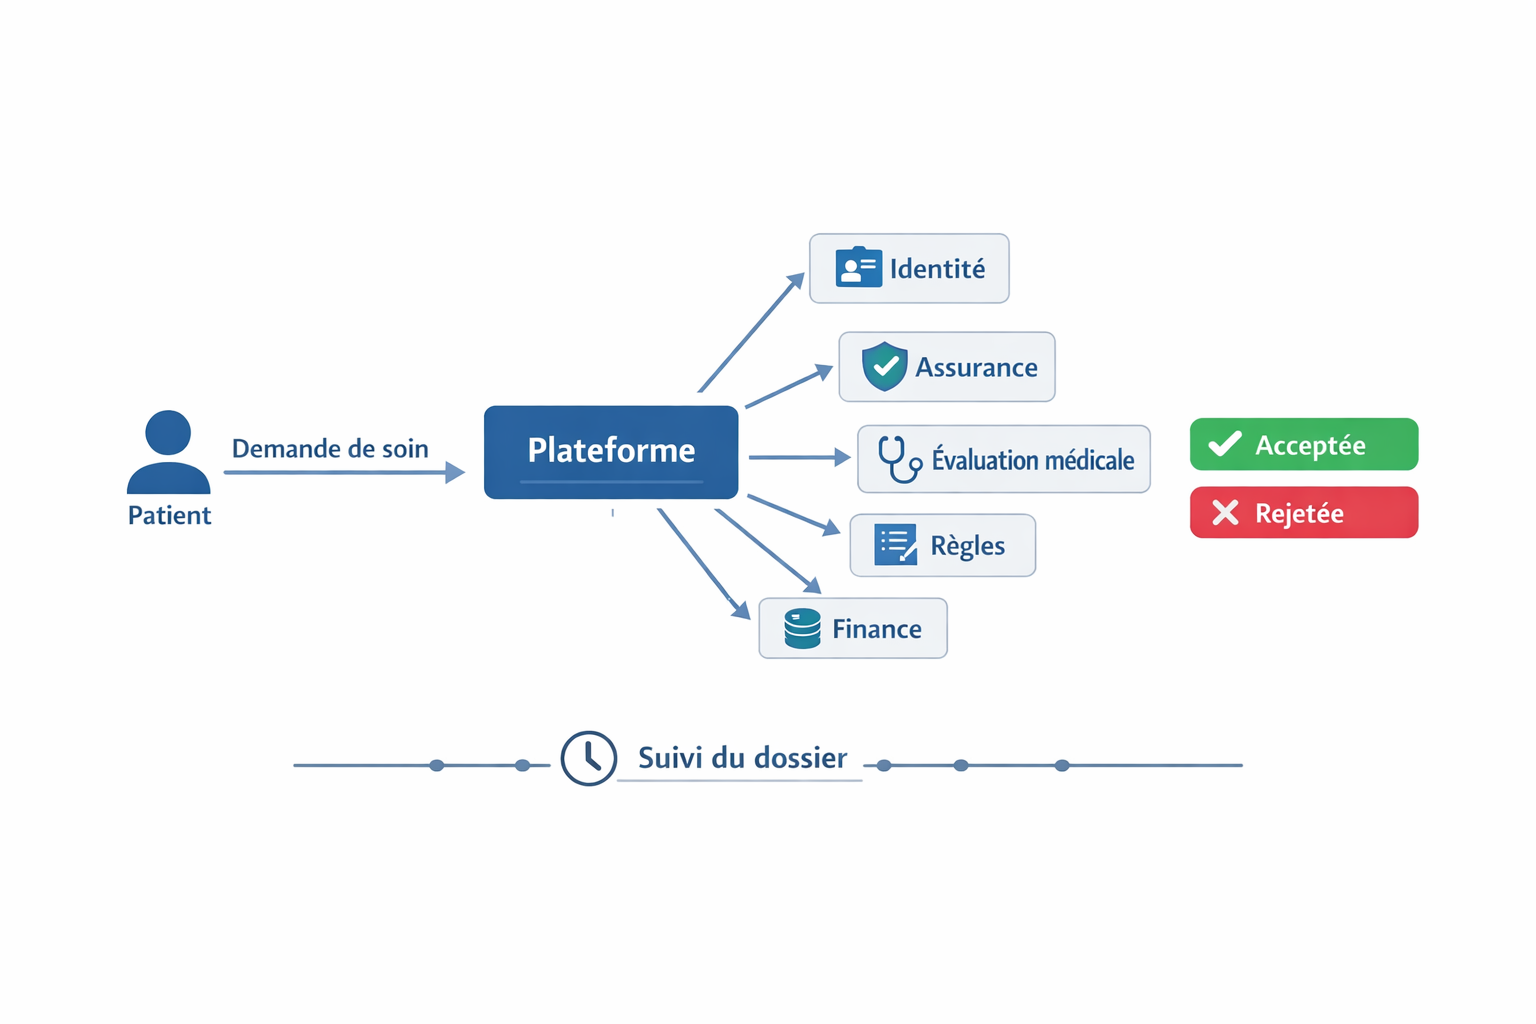 Identité
Assurance
Demande de soin
Plateforme
Évaluation médicale
Acceptée
Patient
Rejetée
Règles
Finance
Suivi du dossier